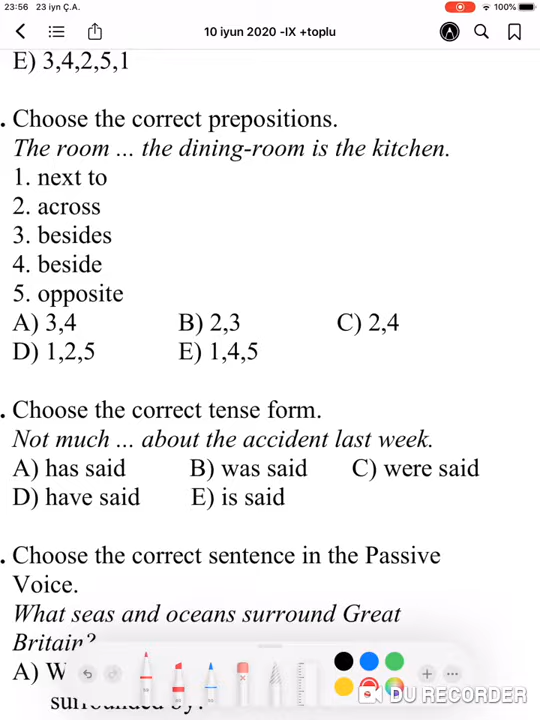 23:56 23 iyn Ç.A.
100%
10 iyun 2020 -IX +toplu
E) 3,4,2,5,1
. Choose the correct prepositions.
The room ... the dining-room is the kitchen.
1. next to
2. across
3. besides
4. beside
5. opposite
A) 3,4 B) 2,3 C) 2,4
D) 1,2,5 E) 1,4,5
. Choose the correct tense form.
Not much ... about the accident last week.
A) has said B) was said C) were said
D) have said E) is said
. Choose the correct sentence in the Passive
Voice.
What seas and oceans surround Great
Britain?
A) W
surrounded by?
DU RECORDER